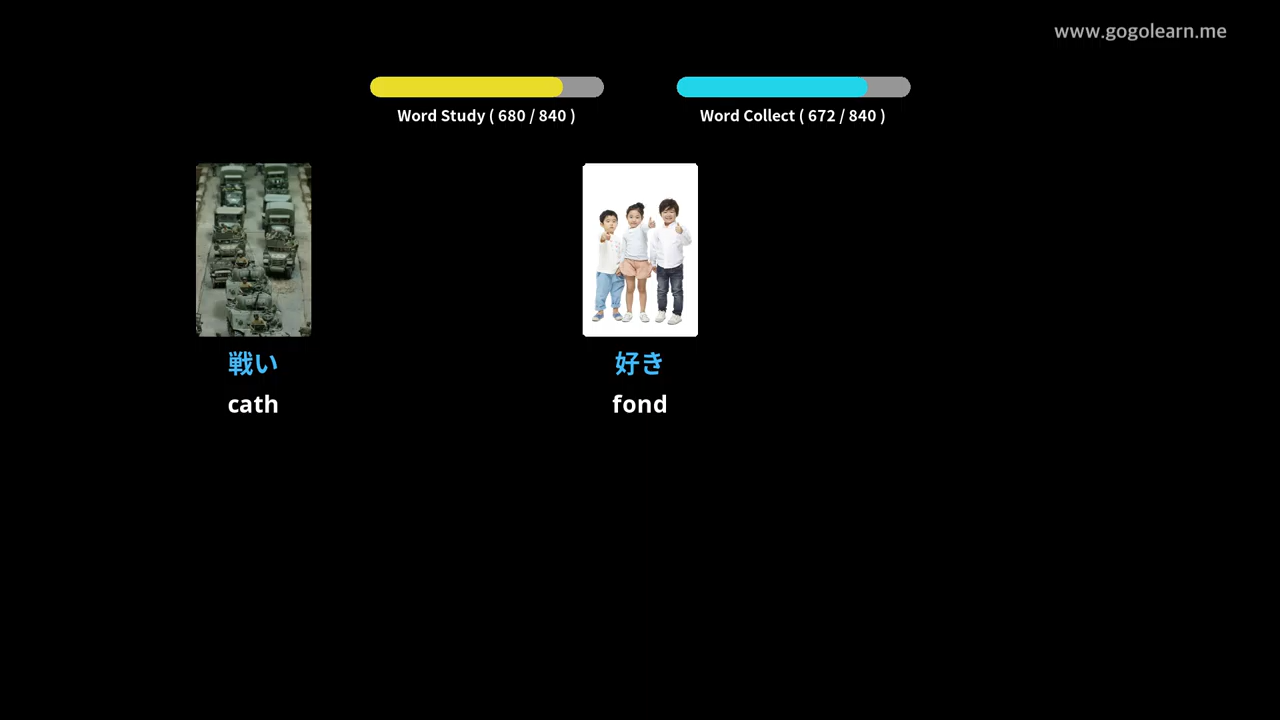 www.gogolearn.me
Word Study ( 680 / 840 )
Word Collect ( 672 / 840 )
戦い
cath
好き
fond